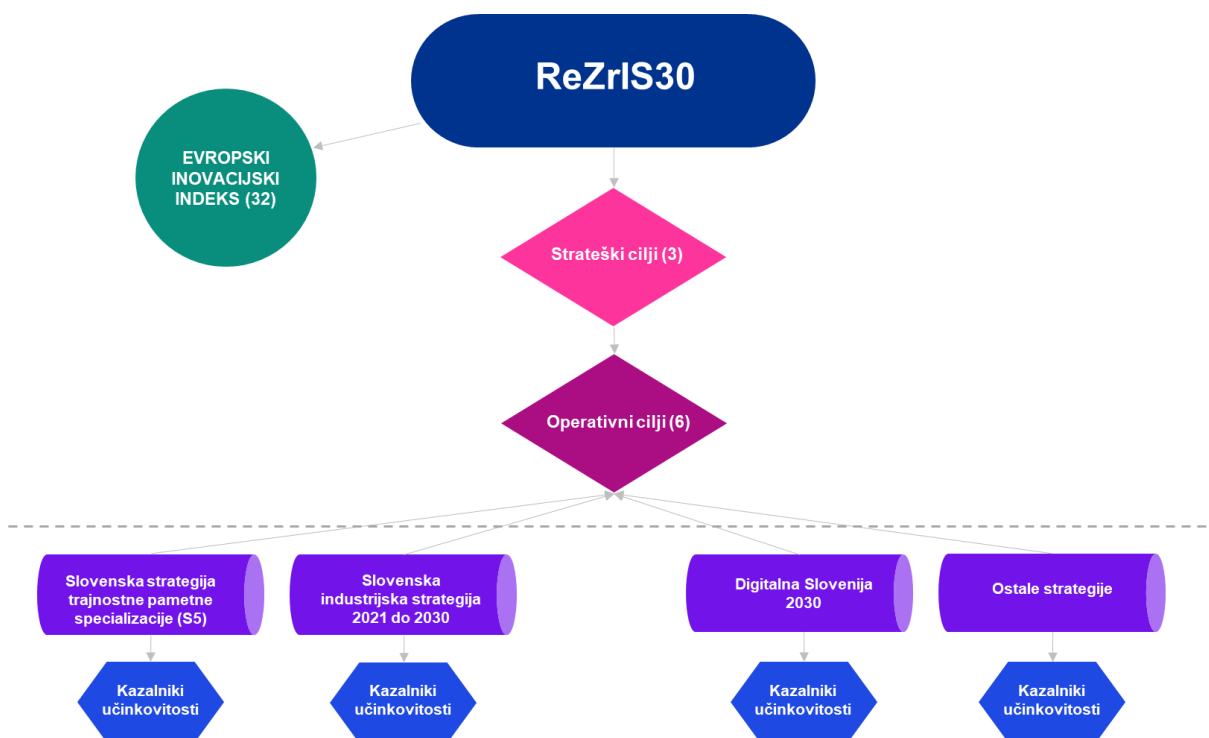 ReZrIS30
EVROPSKI
INOVACIJSKI
INDEKS (32)
Strateški cilji (3)
Operativni cilji (6)
Slovenska strategija
trajnostne pametne
specializacije (S5)
Slovenska
industrijska strategija
2021 do 2030
Digitalna Slovenija
2030
Ostale strategije
Kazalniki
učinkovitosti
Kazalniki
učinkovitosti
Kazalniki
učinkovitosti
Kazalniki
učinkovitosti